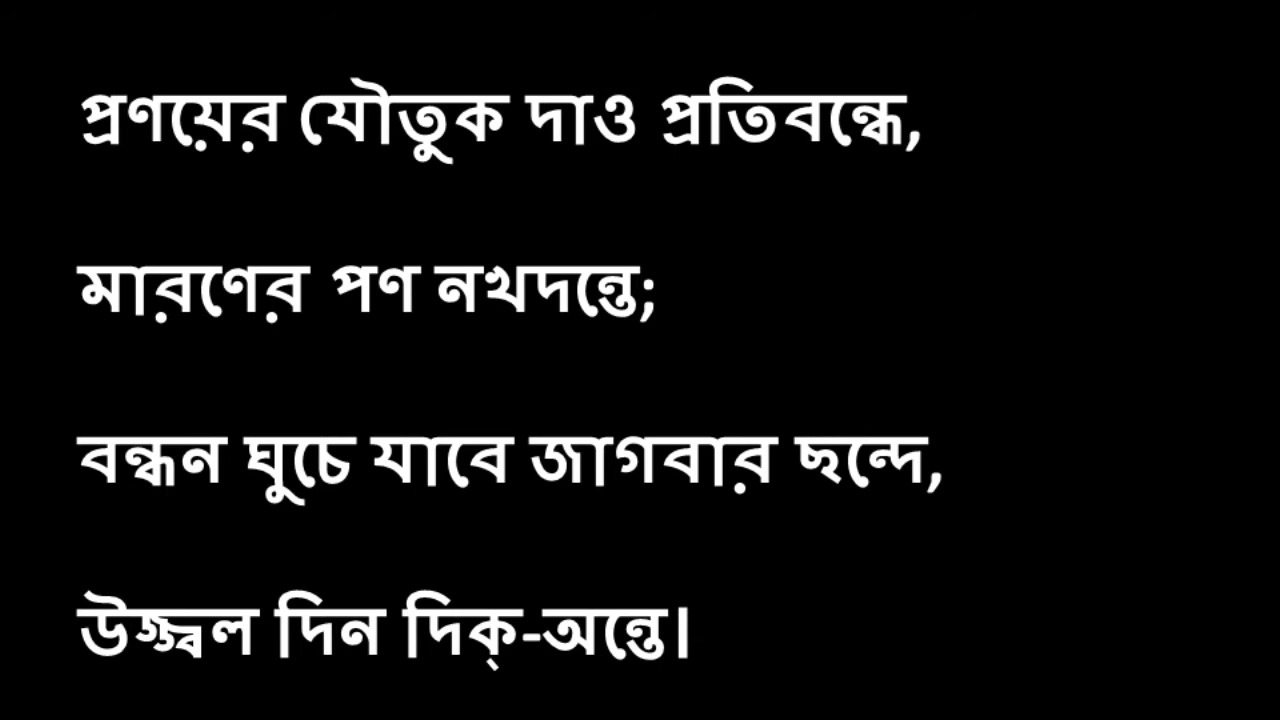 প্রণয়ের যৌতুক দাও প্রতিবন্ধে,
মারণের পণ নখদন্তে;
বন্ধন ঘুচে যাবে জাগবার ছন্দে,
উজ্জ্বল দিন দিক্-অন্তে।